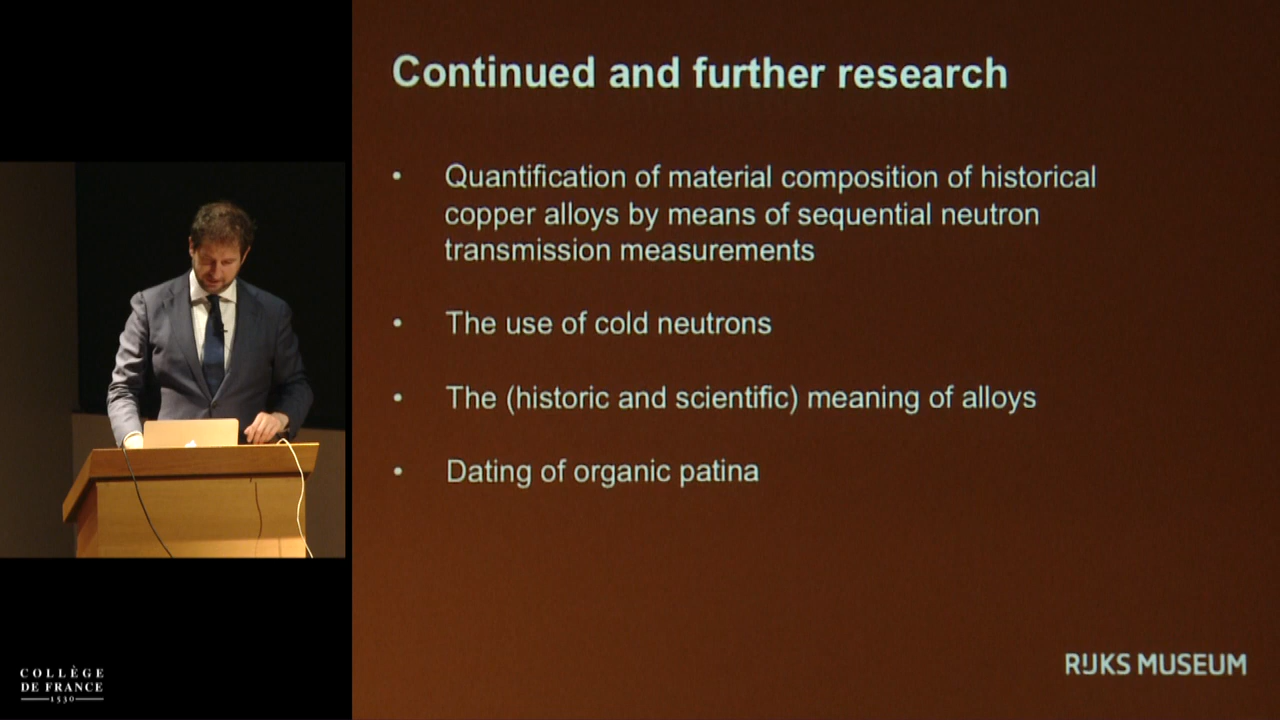 Continued and further research
• Quantification of material composition of historical
copper alloys by means of sequential neutron
transmission measurements
• The use of cold neutrons
• The (historic and scientific) meaning of alloys
• Dating of organic patina
RIJKS MUSEUM
COLLÈGE
DE FRANCE
1530